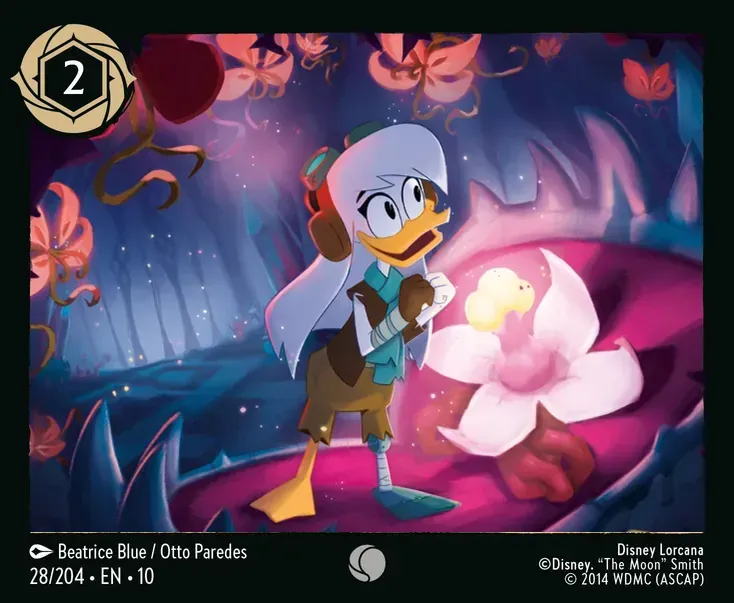 2
Beatrice Blue / Otto Paredes
28/204 • EN • 10
Disney Lorcana
©Disney. “The Moon” Smith
© 2014 WDMC (ASCAP)